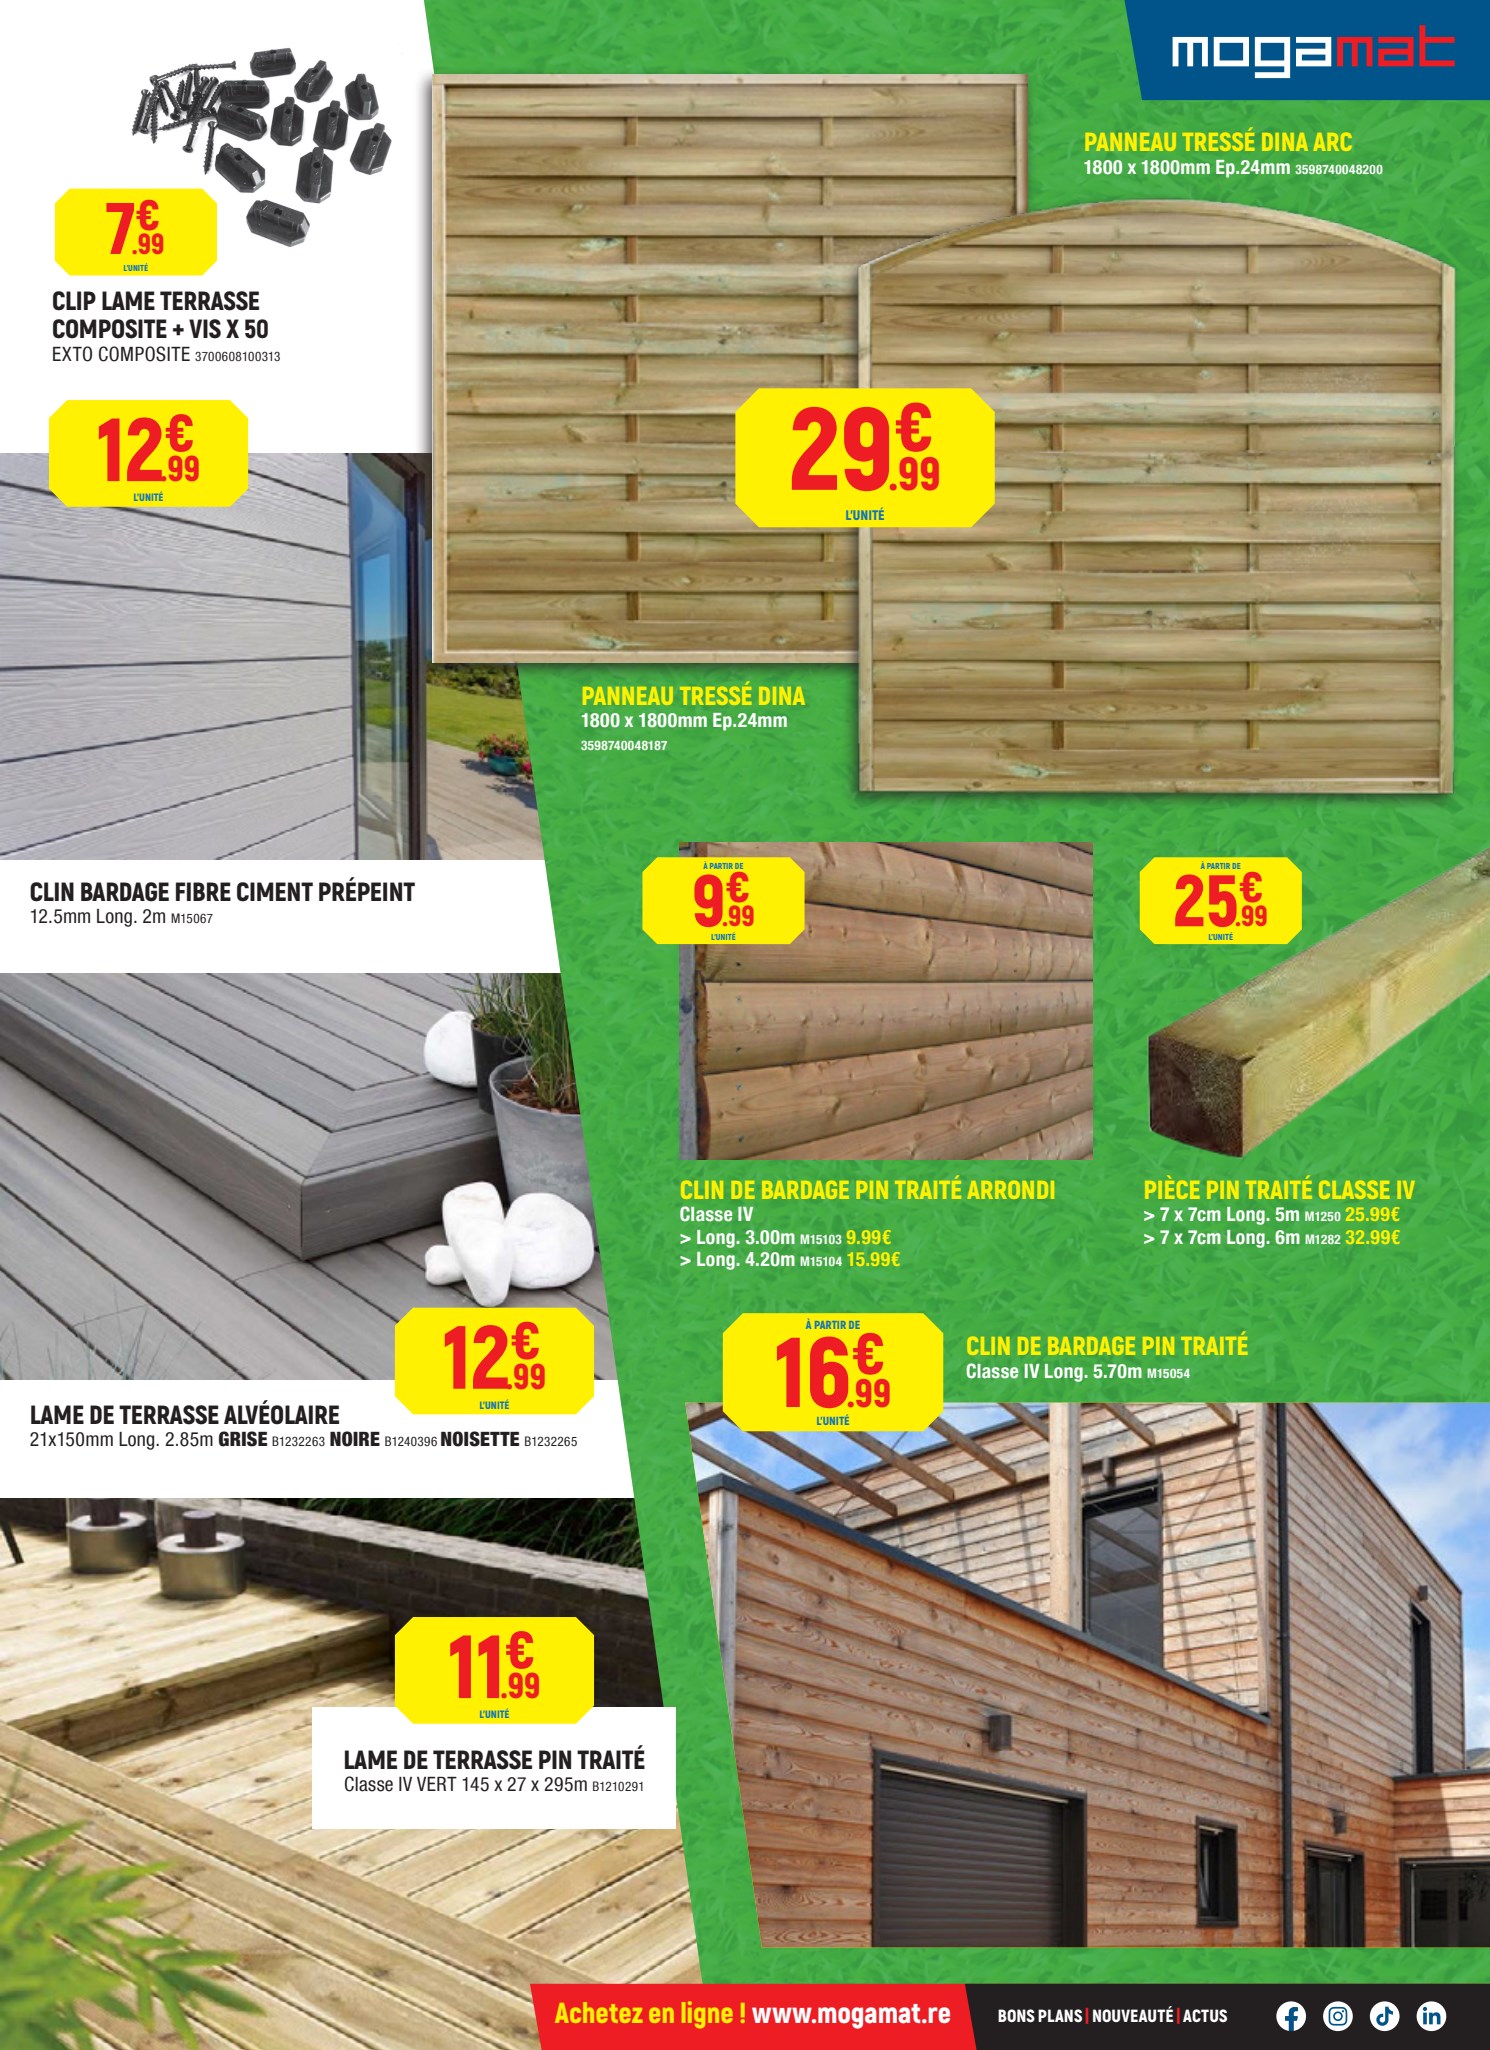 mogamat
7€.99
L'UNITÉ
CLIP LAME TERRASSE
COMPOSITE + VIS X 50
EXTO COMPOSITE 3700608100313
PANNEAU TRESSÉ DINA ARC
1800 x 1800mm Ep.24mm 3598740048200
29€.99
L'UNITÉ
PANNEAU TRESSÉ DINA
1800 x 1800mm Ep.24mm
3598740048187
12€.99
L'UNITÉ
CLIN BARDAGE FIBRE CIMENT PRÉPEINT
12.5mm Long. 2m M15067
À PARTIR DE
9€.99
L'UNITÉ
CLIN DE BARDAGE PIN TRAITÉ ARRONDI
Classe IV
> Long. 3.00m M15103 9.99€
> Long. 4.20m M15104 15.99€
À PARTIR DE
25€.99
L'UNITÉ
PIÈCE PIN TRAITÉ CLASSE IV
> 7 x 7cm Long. 5m M1250 25.99€
> 7 x 7cm Long. 6m M1282 32.99€
12€.99
L'UNITÉ
LAME DE TERRASSE ALVÉOLAIRE
21x150mm Long. 2.85m GRISE B1232263 NOIRE B1240396 NOISETTE B1232265
À PARTIR DE
16€.99
L'UNITÉ
CLIN DE BARDAGE PIN TRAITÉ
Classe IV Long. 5.70m M15054
11€.99
L'UNITÉ
LAME DE TERRASSE PIN TRAITÉ
Classe IV VERT 145 x 27 x 295m B1210291
Achetez en ligne ! www.mogamat.re
BONS PLANS | NOUVEAUTÉ | ACTUS